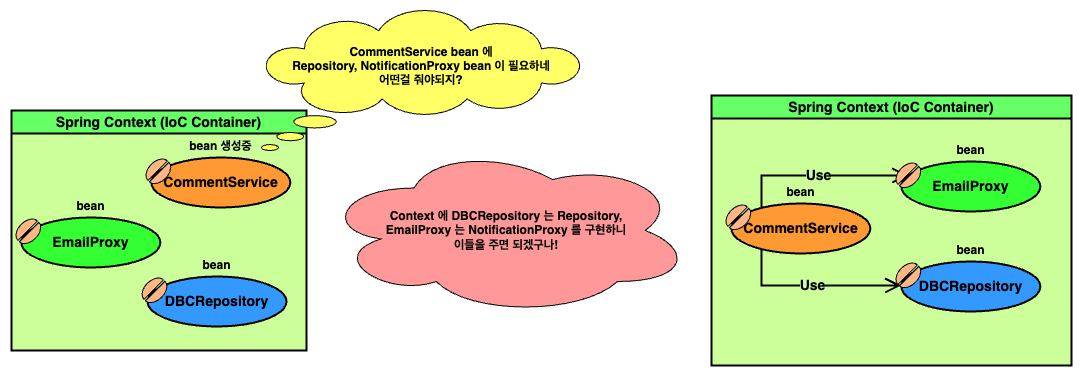 CommentService bean 에
Repository, NotificationProxy bean 이 필요하네
어떤걸 줘야되지?
Spring Context (IoC Container)
bean 생성중
CommentService
bean
EmailProxy
bean
DBCRepository
Context 에 DBCRepository 는 Repository,
EmailProxy 는 NotificationProxy 를 구현하니
이들을 주면 되겠구나!
Spring Context (IoC Container)
bean
Use
EmailProxy
bean
CommentService
bean
Use
DBCRepository